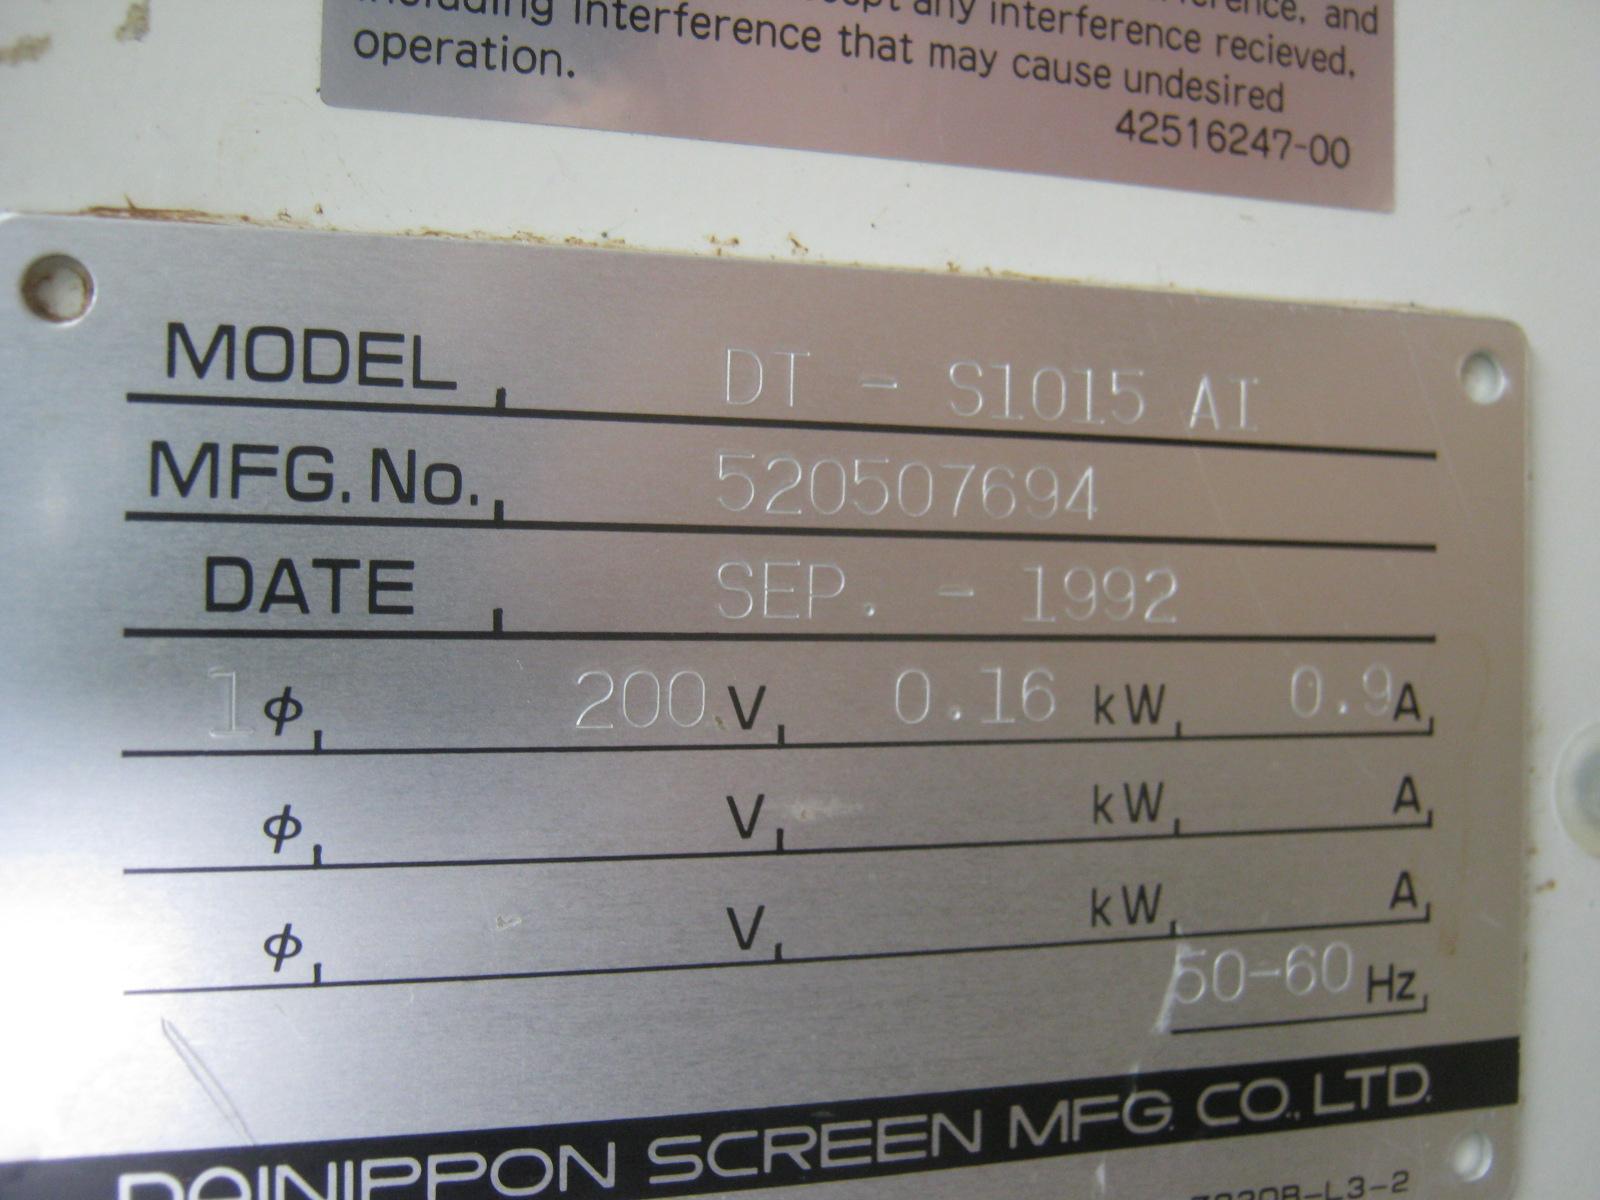 any interference recieved,
including interference that may cause undesired
operation.
42516247-00
MODEL DT - S1015 AI
MFG. No. 520507694
DATE SEP. - 1992
1 φ 200 V 0.16 kW 0.9 A
φ V kW A
φ V kW A
50-60 Hz
DAINIPPON SCREEN MFG. CO., LTD.